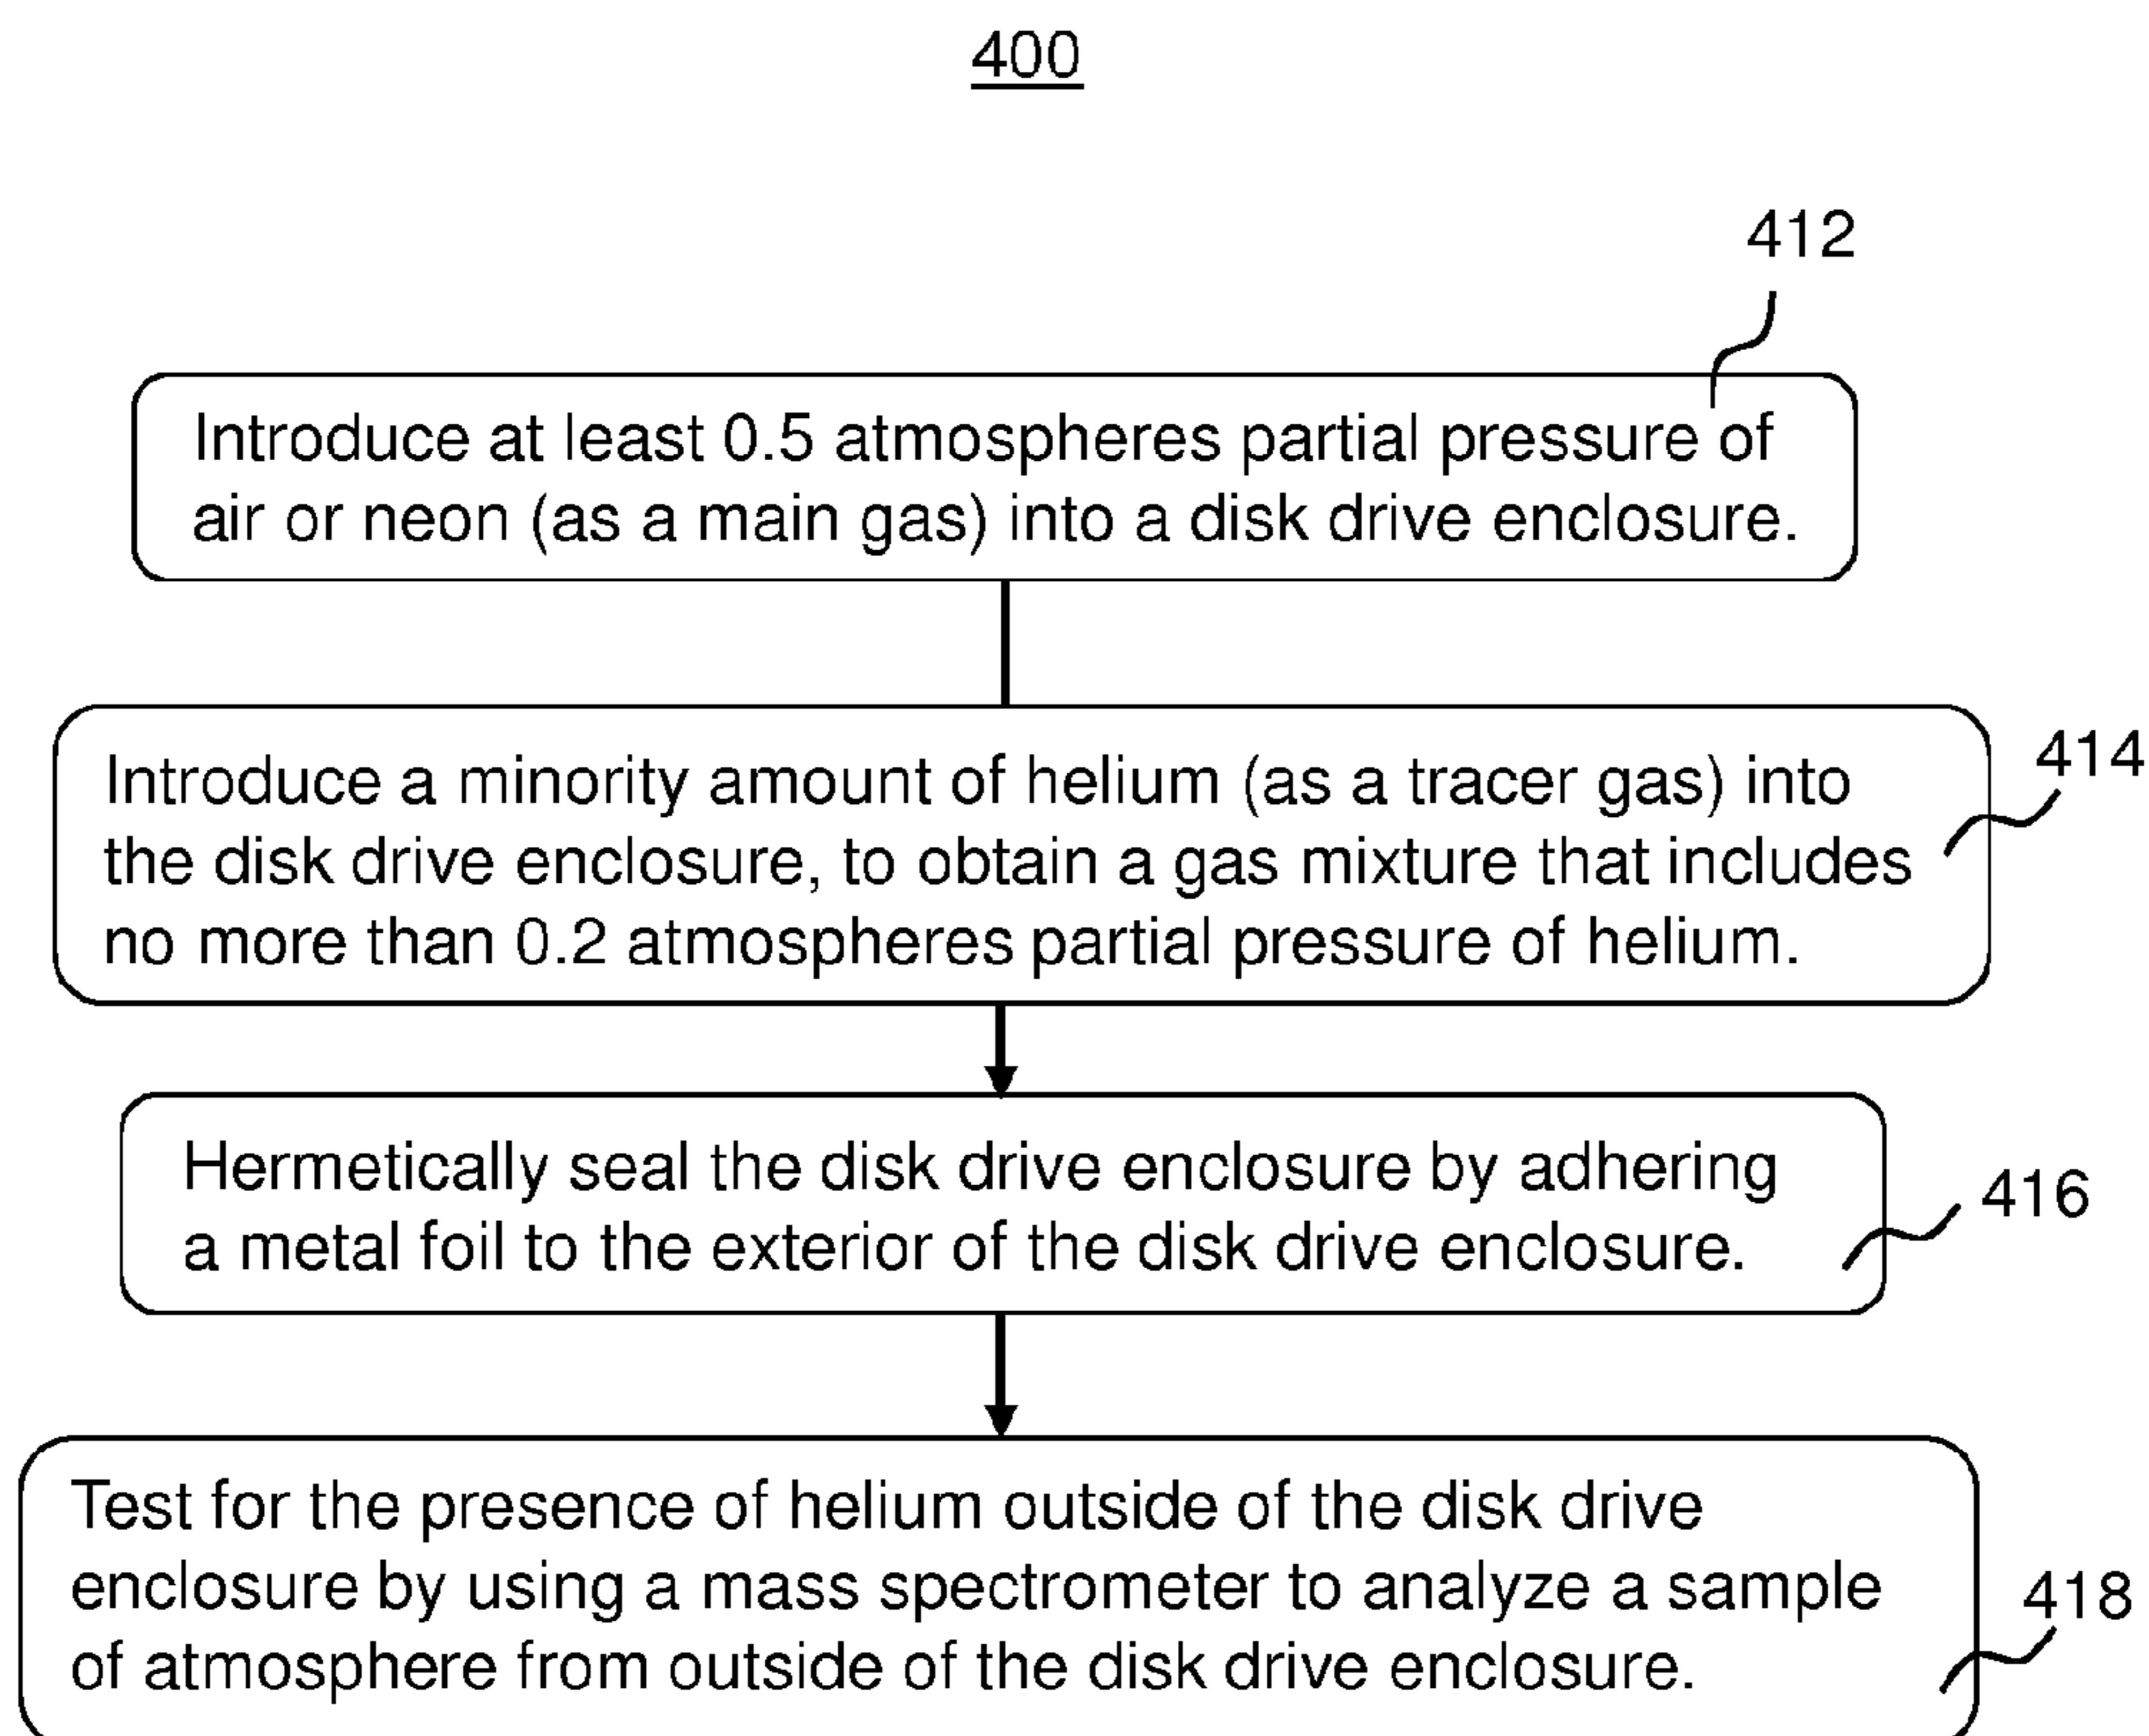 400
412
Introduce at least 0.5 atmospheres partial pressure of
air or neon (as a main gas) into a disk drive enclosure.
414
Introduce a minority amount of helium (as a tracer gas) into
the disk drive enclosure, to obtain a gas mixture that includes
no more than 0.2 atmospheres partial pressure of helium.
Hermetically seal the disk drive enclosure by adhering
a metal foil to the exterior of the disk drive enclosure.
416
Test for the presence of helium outside of the disk drive
enclosure by using a mass spectrometer to analyze a sample
of atmosphere from outside of the disk drive enclosure.
418